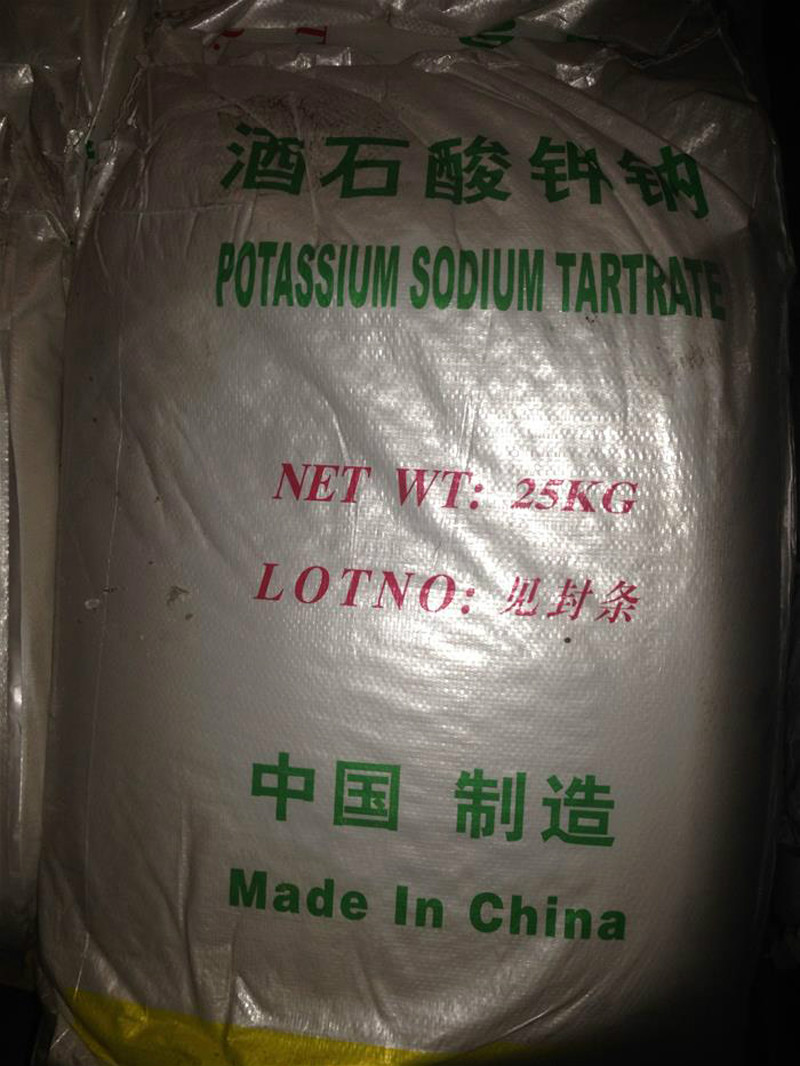 酒石酸钾钠
POTASSIUM SODIUM TARTRATE
NET WT: 25KG
LOTNO: 见封条
中国 制造
Made In China